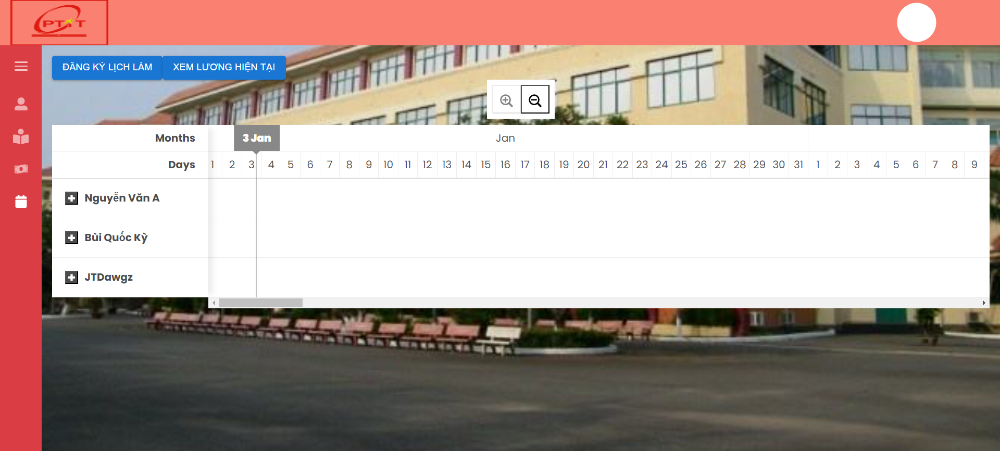 PTIT
ĐĂNG KÝ LỊCH LÀM
XEM LƯƠNG HIỆN TẠI
Months
3 Jan
Jan
Days
1 2 3 4 5 6 7 8 9 10 11 12 13 14 15 16 17 18 19 20 21 22 23 24 25 26 27 28 29 30 31 1 2 3 4 5 6 7 8 9
Nguyễn Văn A
Bùi Quốc Kỳ
JTDawgz